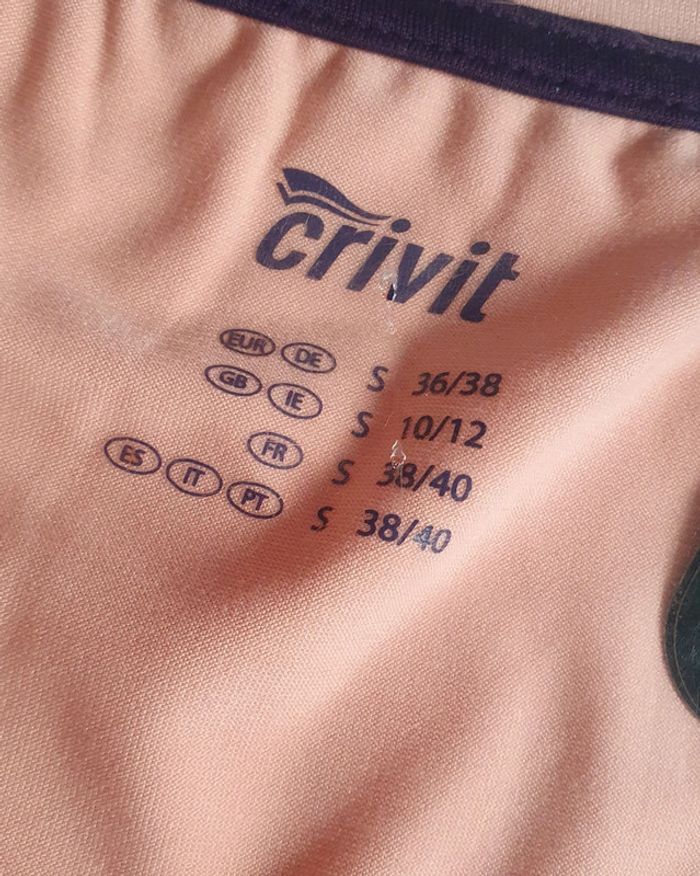 crivit
EUR DE S 36/38
GB IE S 10/12
FR S 38/40
ES IT PT S 38/40